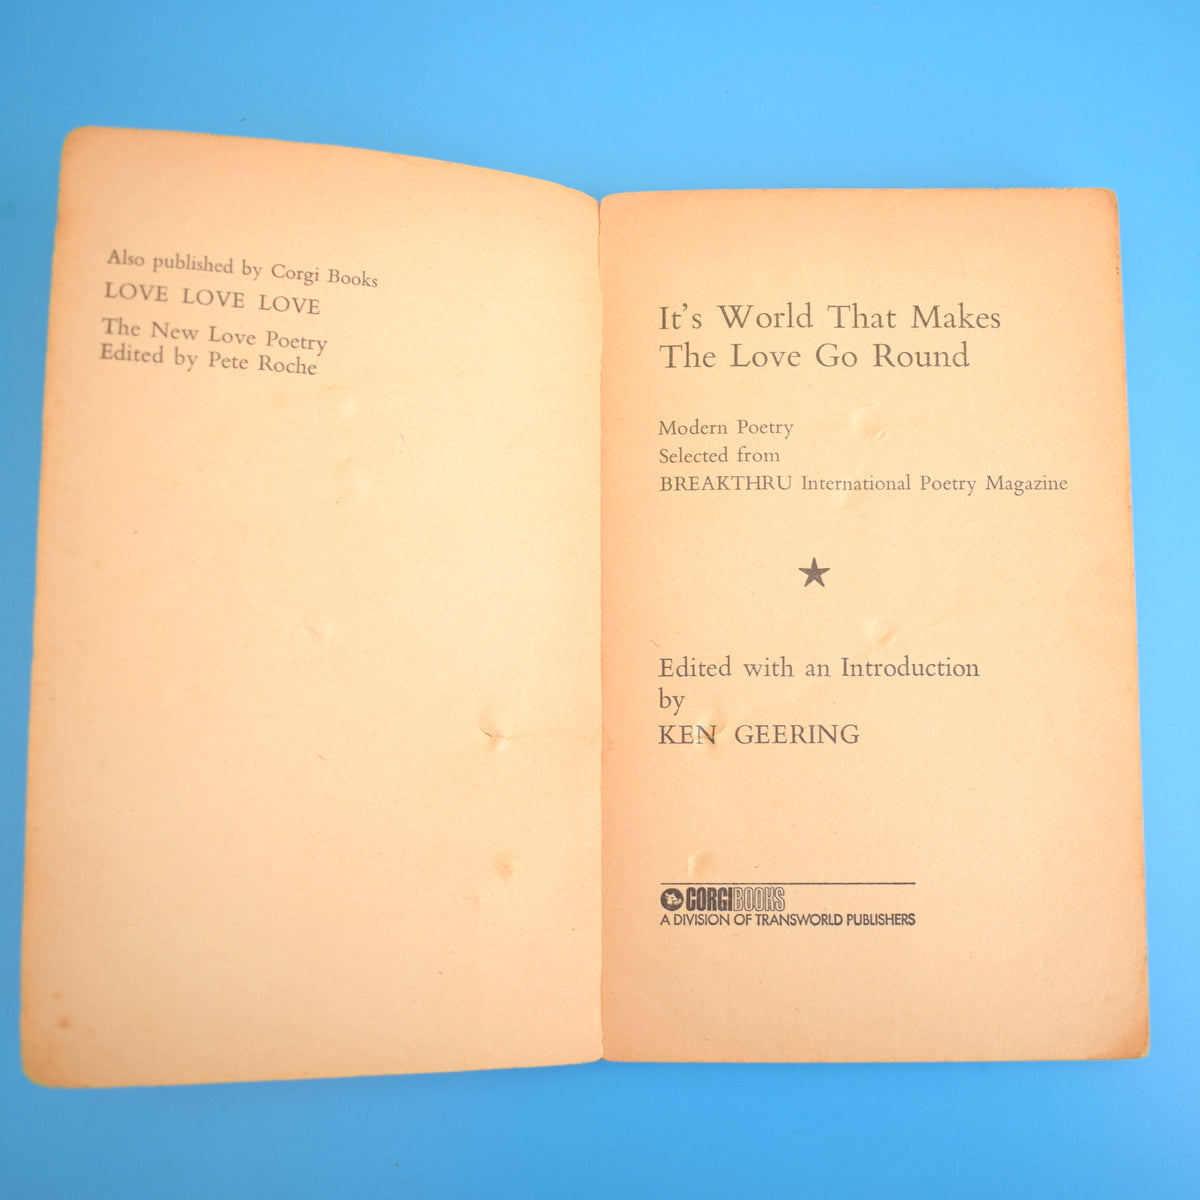 Also published by Corgi Books
LOVE LOVE LOVE
The New Love Poetry
Edited by Pete Roche
It's World That Makes
The Love Go Round
Modern Poetry
Selected from
BREAKTHRU International Poetry Magazine
Edited with an Introduction
by
KEN GEERING
CORGIBOOKS
A DIVISION OF TRANSWORLD PUBLISHERS